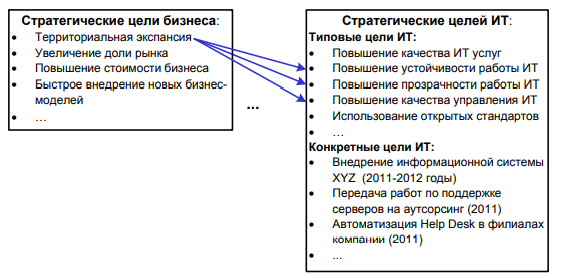 Стратегические цели бизнеса:
• Территориальная экспансия
• Увеличение доли рынка
• Повышение стоимости бизнеса
• Быстрое внедрение новых бизнес-
моделей
• …
...
Стратегические целей ИТ:
Типовые цели ИТ:
• Повышение качества ИТ услуг
• Повышение устойчивости работы ИТ
• Повышение прозрачности работы ИТ
• Повышение качества управления ИТ
• Использование открытых стандартов
• …
Конкретные цели ИТ:
• Внедрение информационной системы
XYZ (2011-2012 годы)
• Передача работ по поддержке
серверов на аутсорсинг (2011)
• Автоматизация Help Desk в филиалах
компании (2011)
• ...